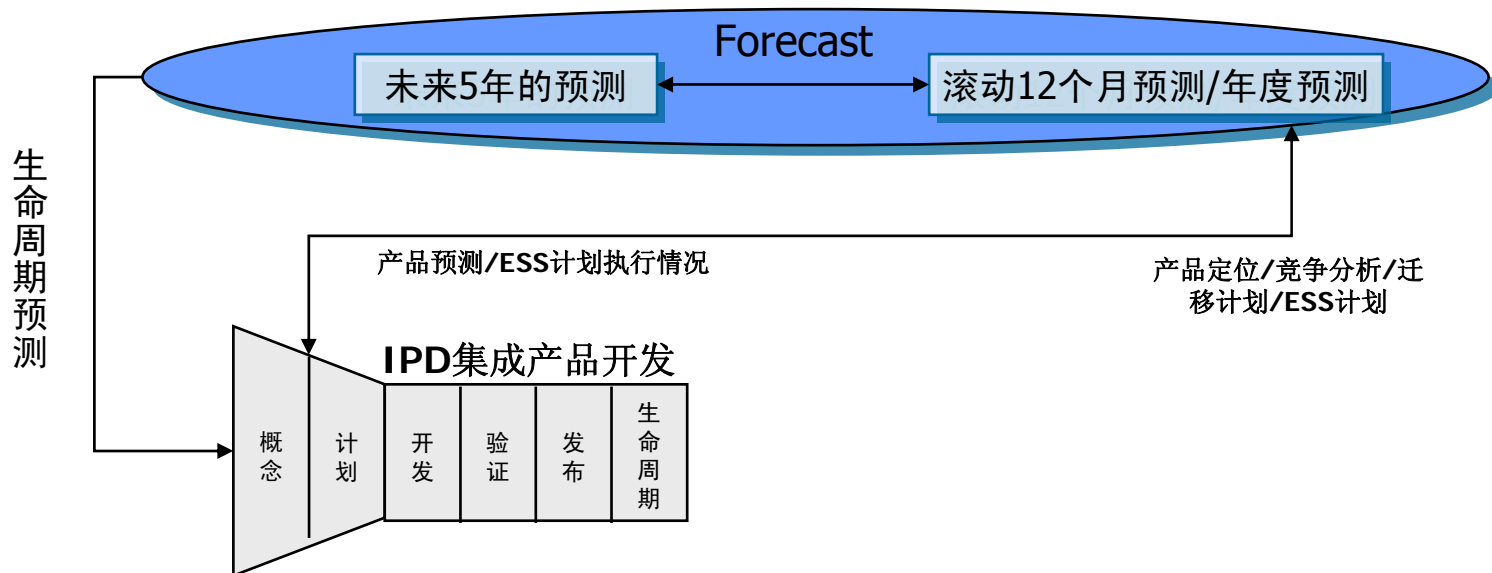 Forecast
未来5年的预测
滚动12个月预测/年度预测
生命周期预测
产品预测/ESS计划执行情况
产品定位/竞争分析/迁
移计划/ESS计划
IPD集成产品开发
概念
计划
开发
验证
发布
生命周期